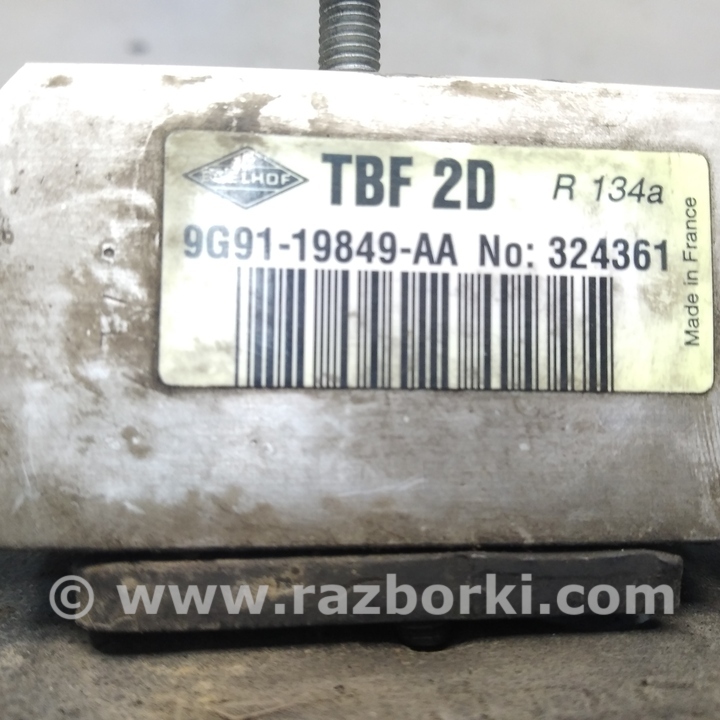 TBF 2D
R 134a
9G91-19849-AA No: 324361
Made in France
© www.razborki.com